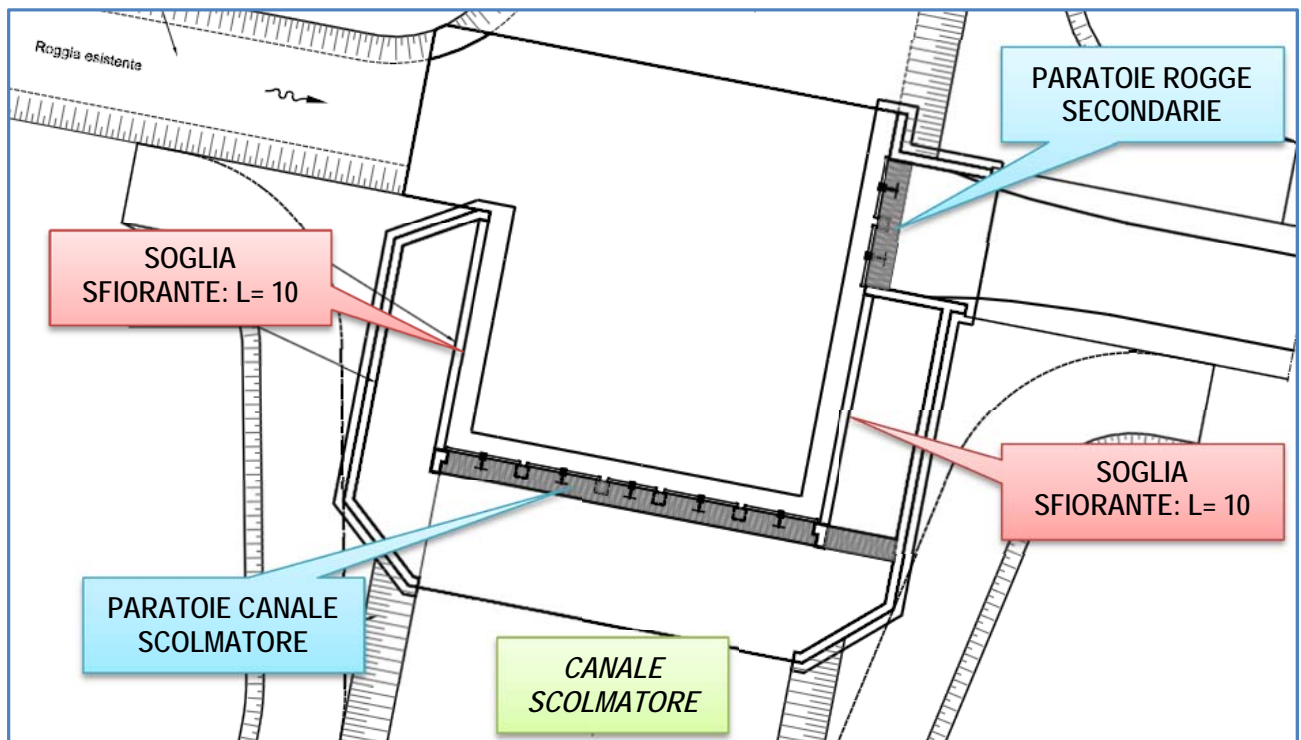 Roggia esistente
PARATOIE ROGGE
SECONDARIE
SOGLIA
SFIORANTE: L= 10
SOGLIA
SFIORANTE: L= 10
PARATOIE CANALE
SCOLMATORE
CANALE
SCOLMATORE